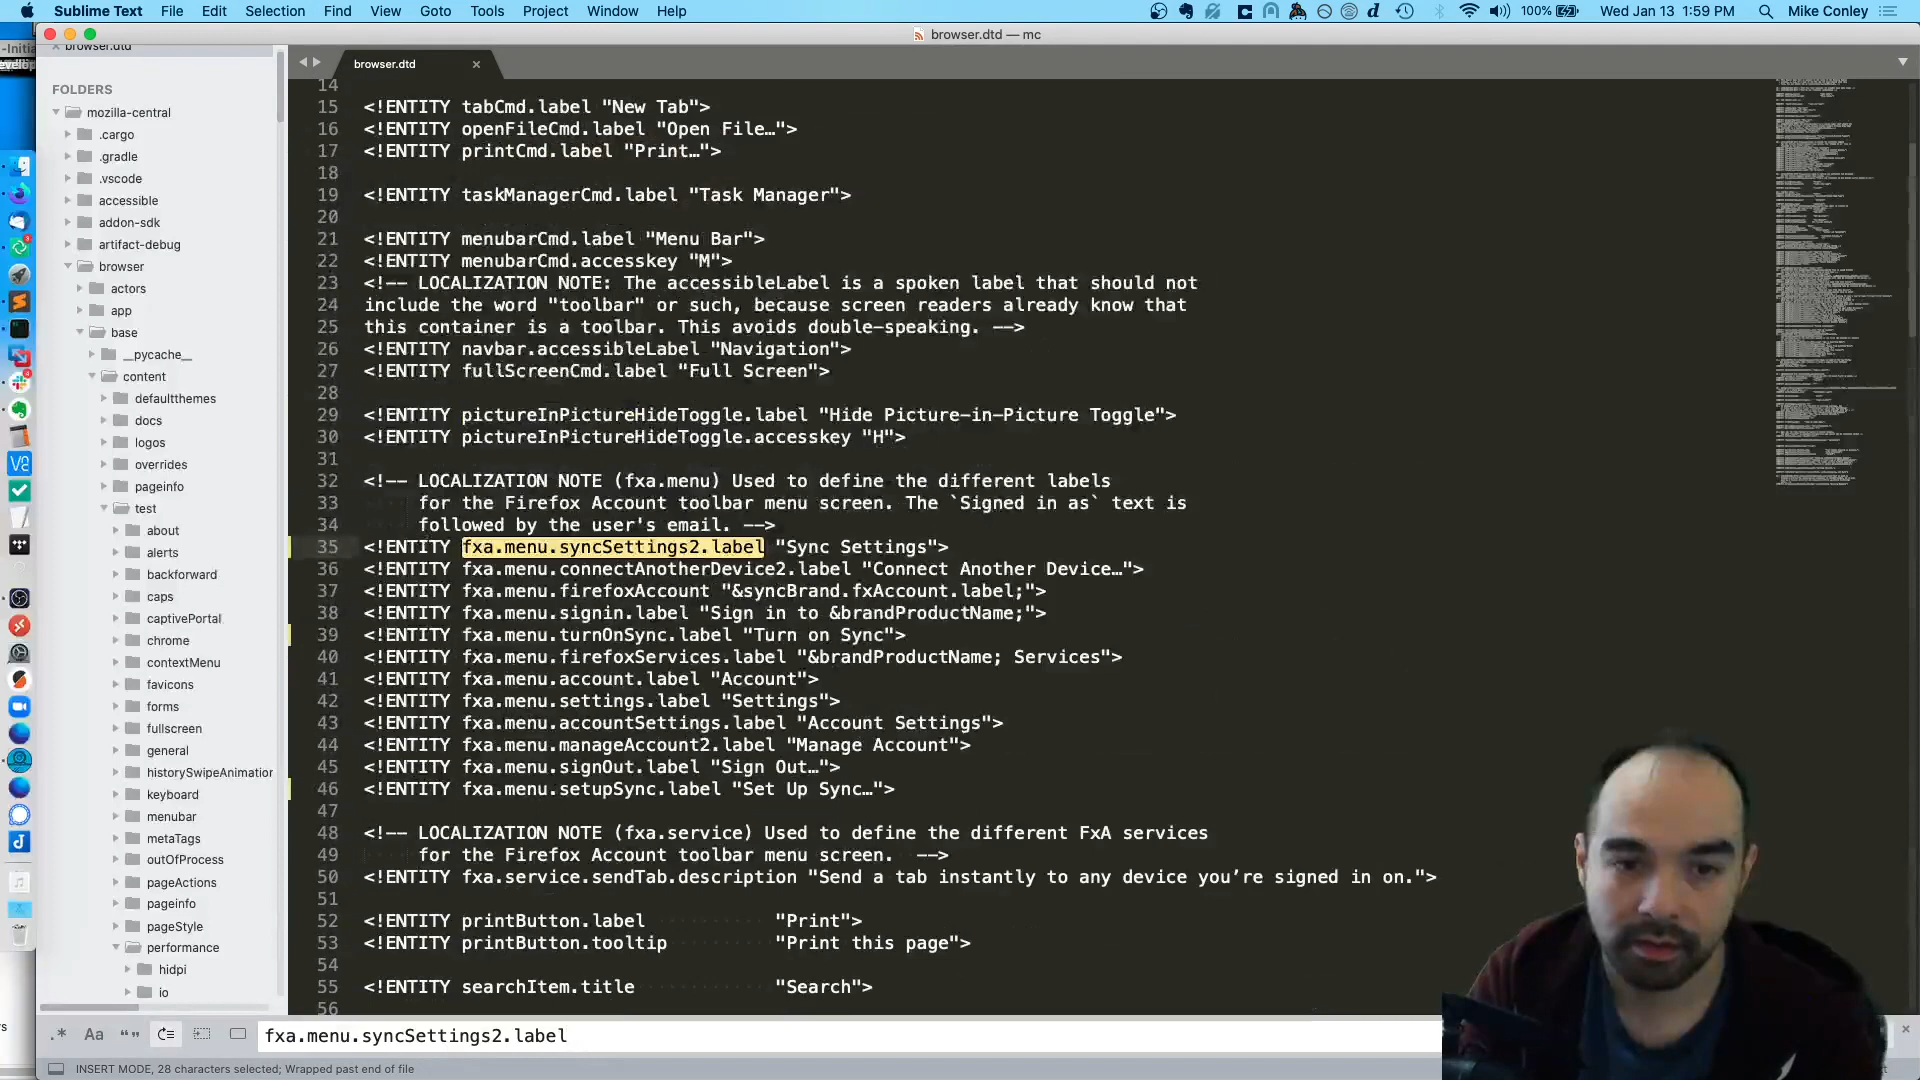 Sublime Text File Edit Selection Find View Goto Tools Project Window Help
100% Wed Jan 13 1:59 PM Mike Conley
browser.dtd — mc
browser.dtd
browser.dtd
FOLDERS
mozilla-central
.cargo
.gradle
.vscode
accessible
addon-sdk
artifact-debug
browser
actors
app
base
__pycache__
content
defaultthemes
docs
logos
overrides
pageinfo
test
about
alerts
backforward
caps
captivePortal
chrome
contextMenu
favicons
forms
fullscreen
general
historySwipeAnimation
keyboard
menubar
metaTags
outOfProcess
pageActions
pageinfo
pageStyle
performance
hidpi
io
14
15 <!ENTITY tabCmd.label "New Tab">
16 <!ENTITY openFileCmd.label "Open File…">
17 <!ENTITY printCmd.label "Print…">
18
19 <!ENTITY taskManagerCmd.label "Task Manager">
20
21 <!ENTITY menubarCmd.label "Menu Bar">
22 <!ENTITY menubarCmd.accesskey "M">
23 <!-- LOCALIZATION NOTE: The accessibleLabel is a spoken label that should not
24 include the word "toolbar" or such, because screen readers already know that
25 this container is a toolbar. This avoids double-speaking. -->
26 <!ENTITY navbar.accessibleLabel "Navigation">
27 <!ENTITY fullScreenCmd.label "Full Screen">
28
29 <!ENTITY pictureInPictureHideToggle.label "Hide Picture-in-Picture Toggle">
30 <!ENTITY pictureInPictureHideToggle.accesskey "H">
31
32 <!-- LOCALIZATION NOTE (fxa.menu) Used to define the different labels
33 for the Firefox Account toolbar menu screen. The `Signed in as` text is
34 followed by the user's email. -->
35 <!ENTITY fxa.menu.syncSettings2.label "Sync Settings">
36 <!ENTITY fxa.menu.connectAnotherDevice2.label "Connect Another Device…">
37 <!ENTITY fxa.menu.firefoxAccount "&syncBrand.fxAccount.label;">
38 <!ENTITY fxa.menu.signin.label "Sign in to &brandProductName;">
39 <!ENTITY fxa.menu.turnOnSync.label "Turn on Sync">
40 <!ENTITY fxa.menu.firefoxServices.label "&brandProductName; Services">
41 <!ENTITY fxa.menu.account.label "Account">
42 <!ENTITY fxa.menu.settings.label "Settings">
43 <!ENTITY fxa.menu.accountSettings.label "Account Settings">
44 <!ENTITY fxa.menu.manageAccount2.label "Manage Account">
45 <!ENTITY fxa.menu.signOut.label "Sign Out…">
46 <!ENTITY fxa.menu.setupSync.label "Set Up Sync…">
47
48 <!-- LOCALIZATION NOTE (fxa.service) Used to define the different FxA services
49 for the Firefox Account toolbar menu screen. -->
50 <!ENTITY fxa.service.sendTab.description "Send a tab instantly to any device you’re signed in on.">
51
52 <!ENTITY printButton.label "Print">
53 <!ENTITY printButton.tooltip "Print this page">
54
55 <!ENTITY searchItem.title "Search">
56
fxa.menu.syncSettings2.label
INSERT MODE, 28 characters selected; Wrapped past end of file